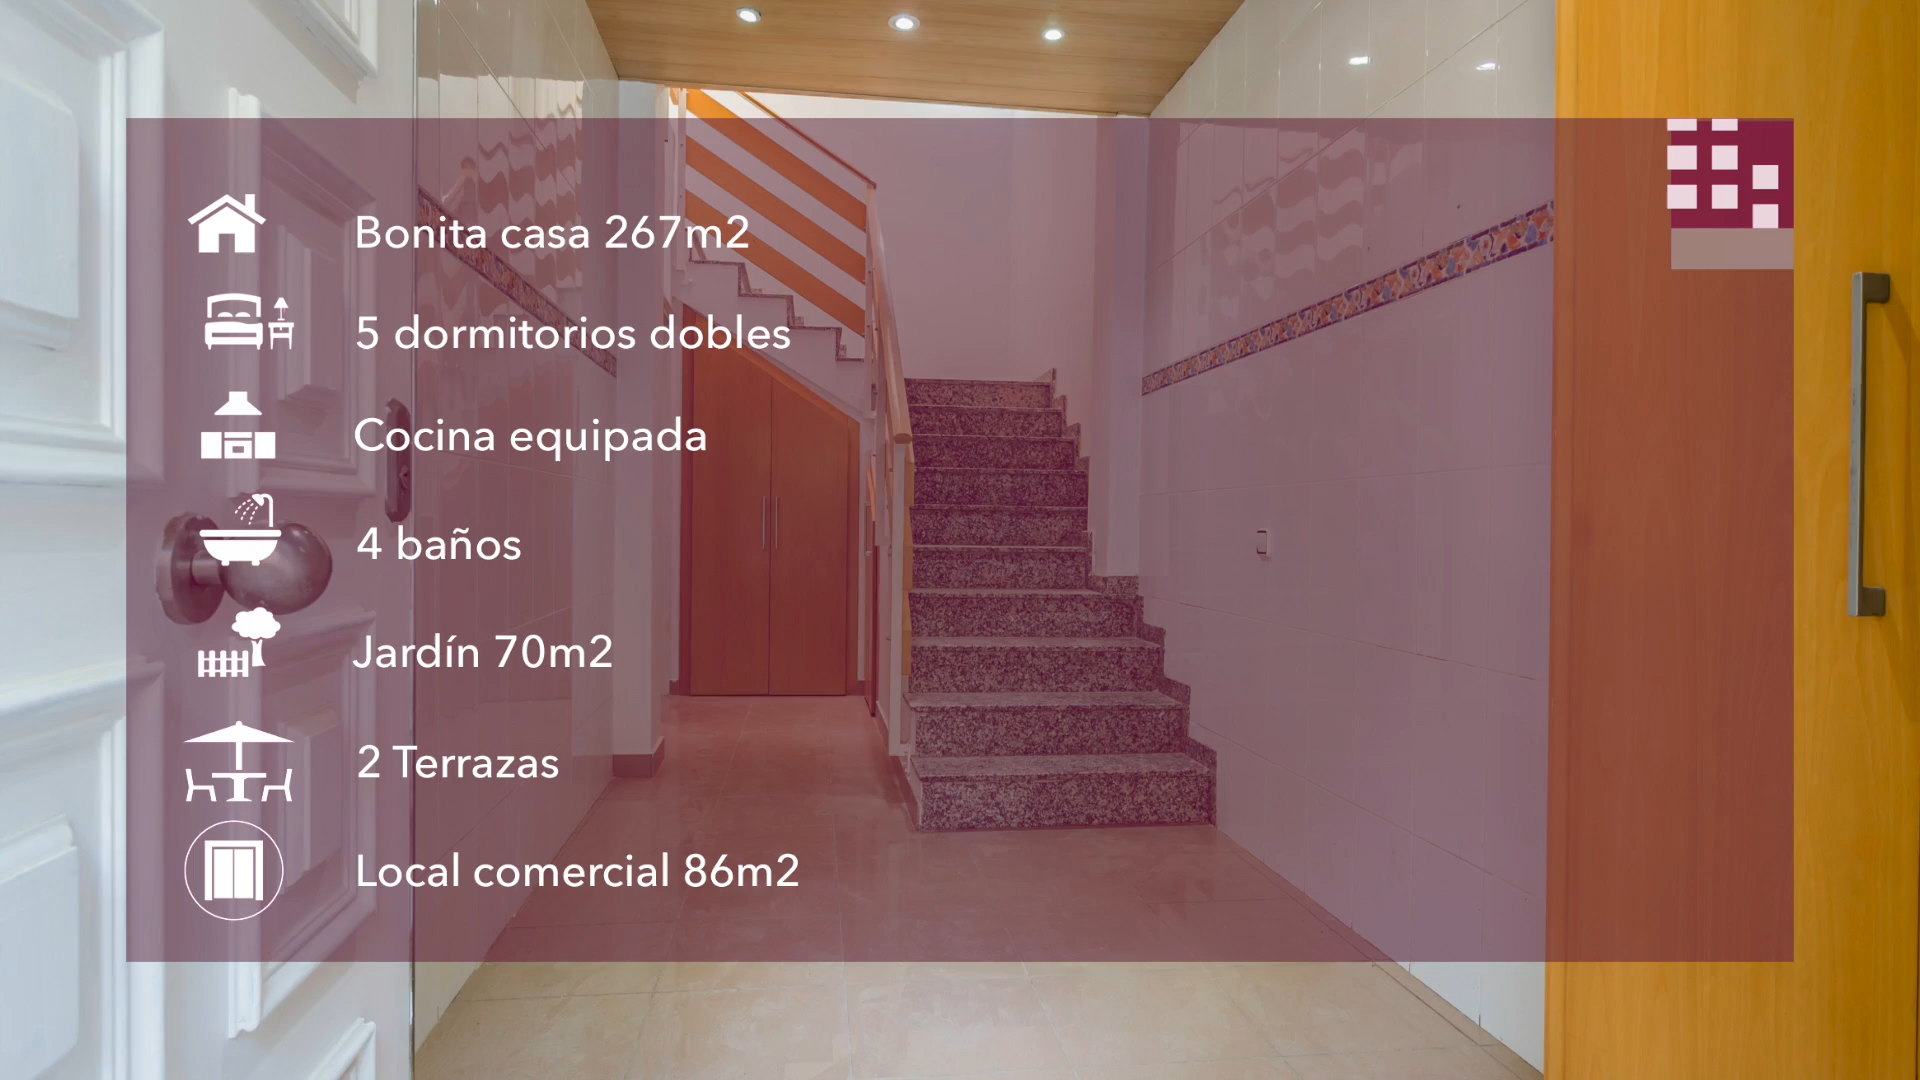 Bonita casa 267m2
5 dormitorios dobles
Cocina equipada
4 baños
Jardín 70m2
2 Terrazas
Local comercial 86m2